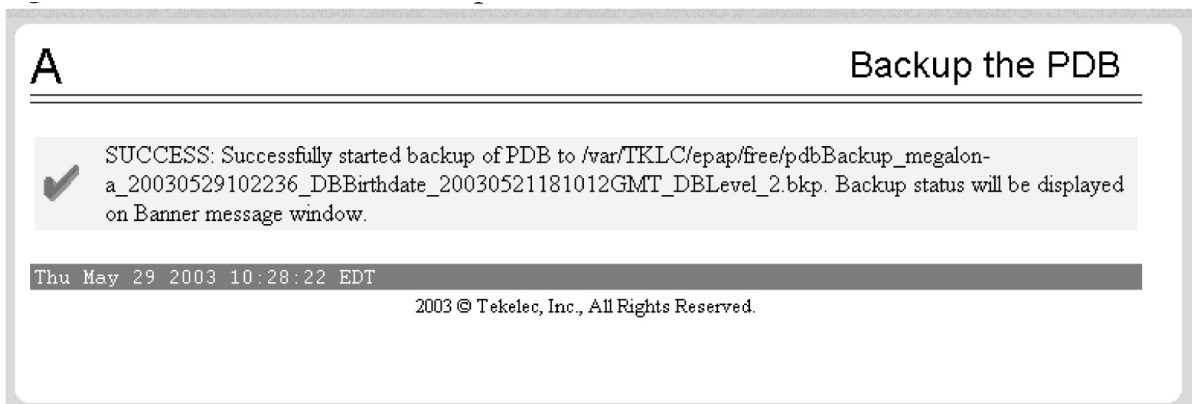 A
Backup the PDB
SUCCESS: Successfully started backup of PDB to /var/TKLC/epap/free/pdbBackup_megalon-
a_20030529102236_DBBirthdate_20030521181012GMT_DBLevel_2.bkp. Backup status will be displayed
on Banner message window.
Thu May 29 2003 10:28:22 EDT
2003 © Tekelec, Inc., All Rights Reserved.